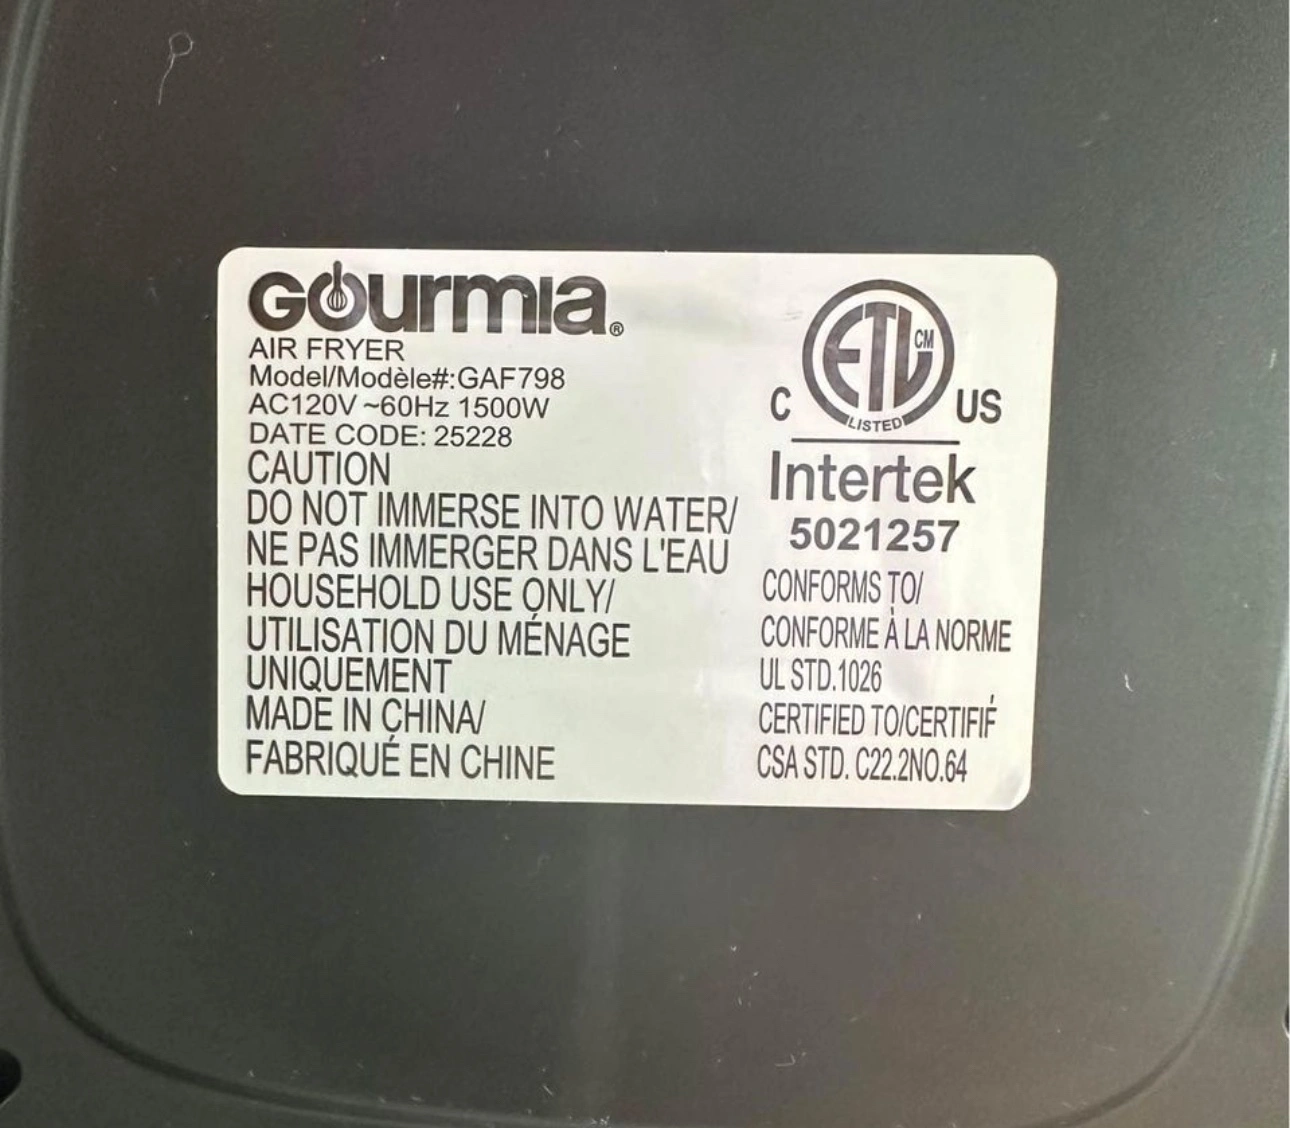 GOURMIA®
AIR FRYER
Model/Modèle#:GAF798
AC120V ~60Hz 1500W
DATE CODE: 25228
CAUTION
DO NOT IMMERSE INTO WATER/
NE PAS IMMERGER DANS L'EAU
HOUSEHOLD USE ONLY/
UTILISATION DU MÉNAGE
UNIQUEMENT
MADE IN CHINA/
FABRIQUÉ EN CHINE
ETL CM
C US
LISTED
Intertek
5021257
CONFORMS TO/
CONFORME À LA NORME
UL STD.1026
CERTIFIED TO/CERTIFIÉ
CSA STD. C22.2NO.64